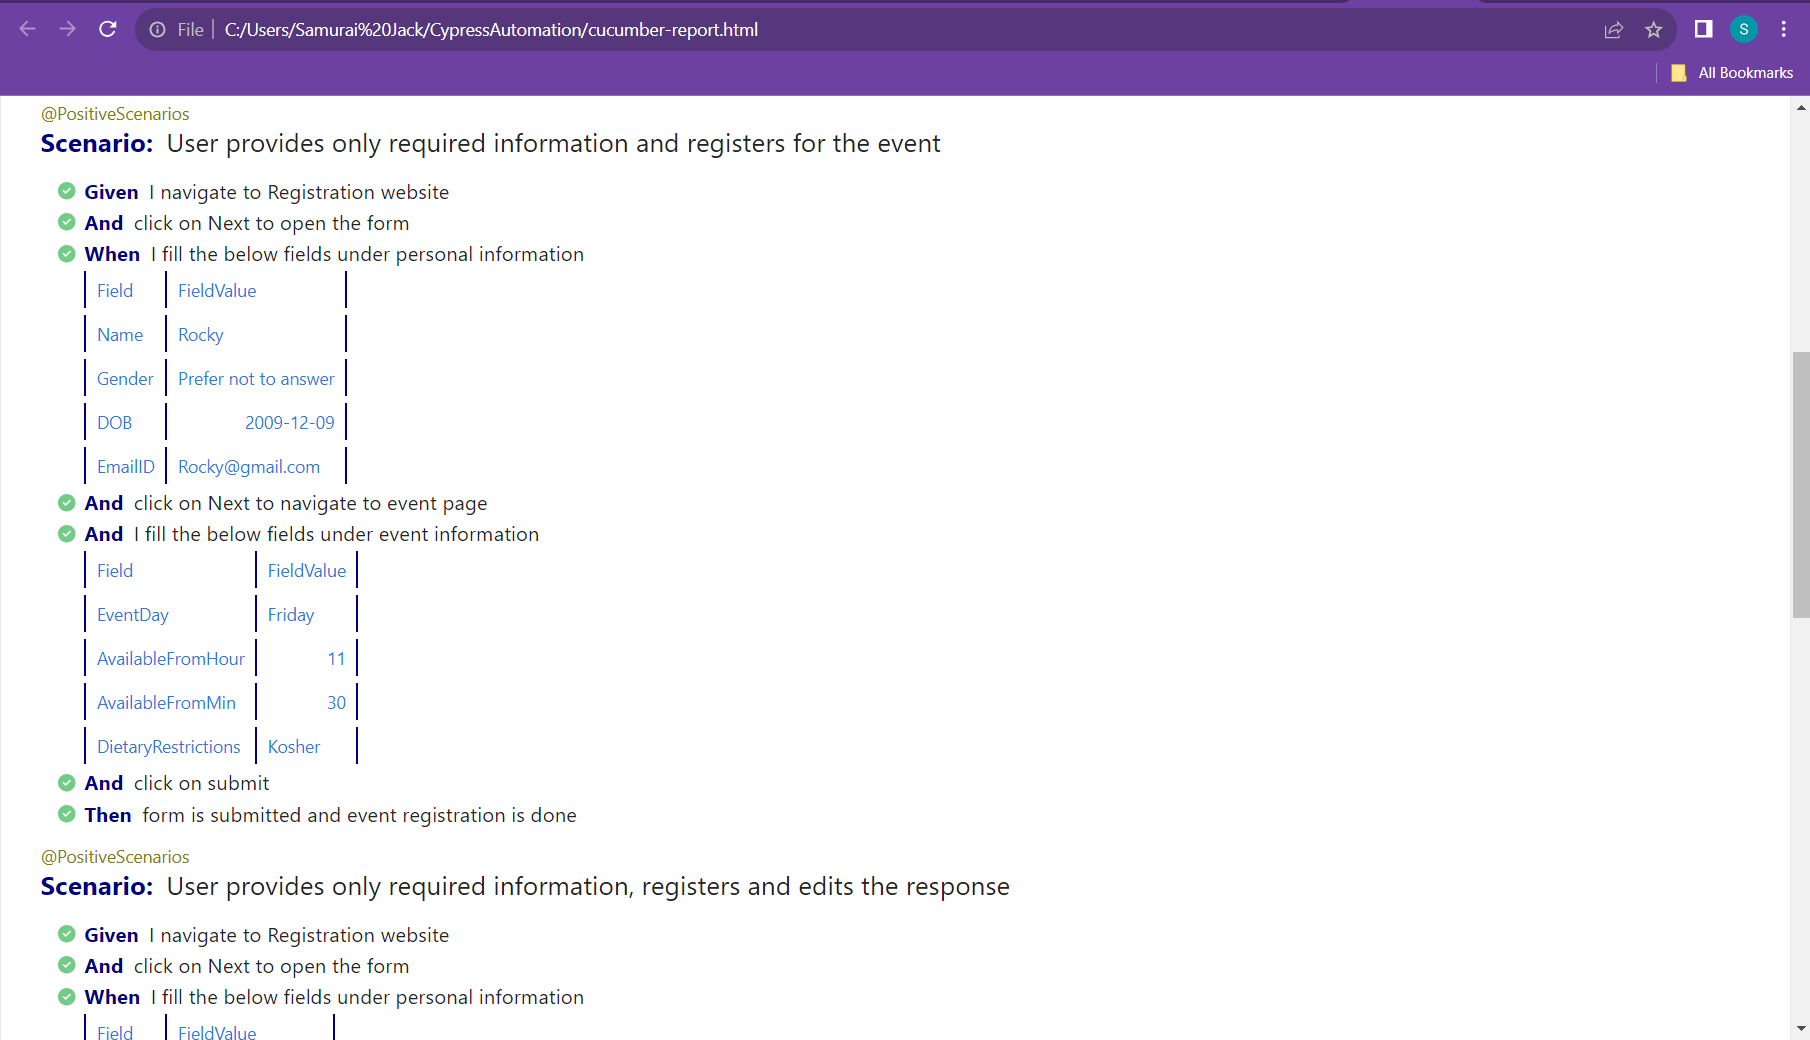 File C:/Users/Samurai%20Jack/CypressAutomation/cucumber-report.html
S
All Bookmarks
@PositiveScenarios
Scenario: User provides only required information and registers for the event
Given I navigate to Registration website
And click on Next to open the form
When I fill the below fields under personal information
Field FieldValue
Name Rocky
Gender Prefer not to answer
DOB 2009-12-09
EmailID Rocky@gmail.com
And click on Next to navigate to event page
And I fill the below fields under event information
Field FieldValue
EventDay Friday
AvailableFromHour 11
AvailableFromMin 30
DietaryRestrictions Kosher
And click on submit
Then form is submitted and event registration is done
@PositiveScenarios
Scenario: User provides only required information, registers and edits the response
Given I navigate to Registration website
And click on Next to open the form
When I fill the below fields under personal information
Field FieldValue